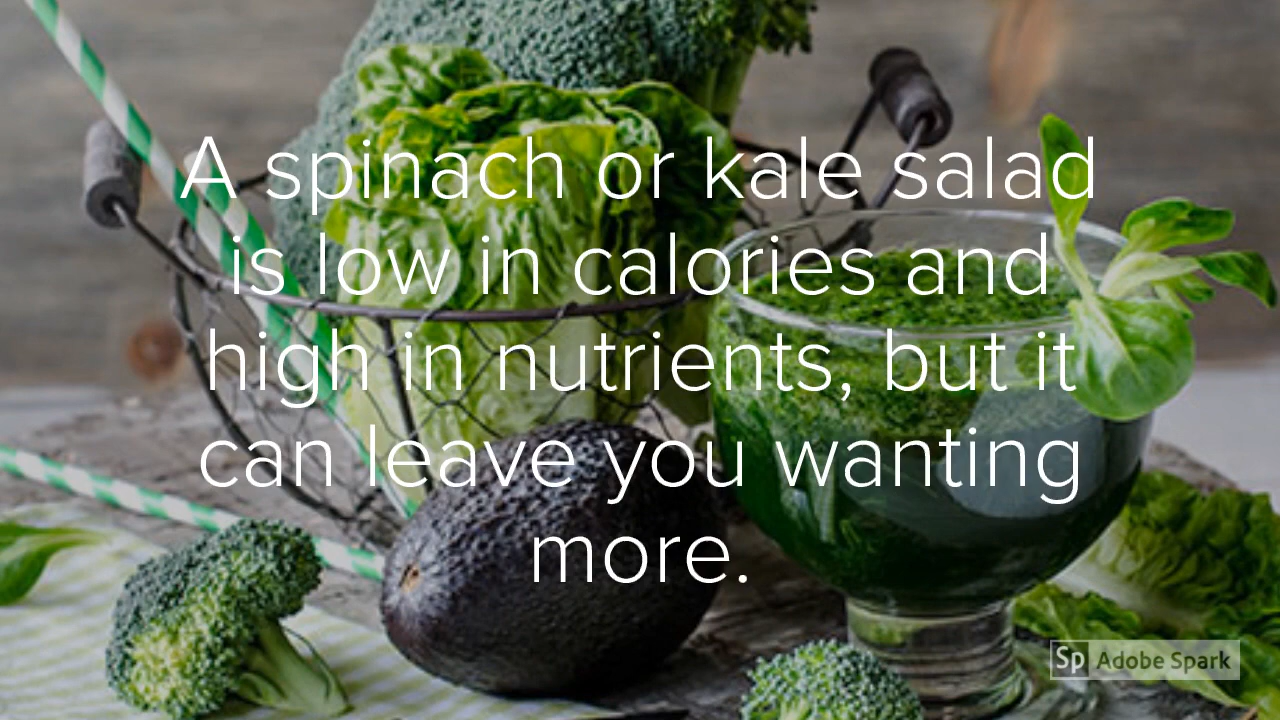 A spinach or kale salad
is low in calories and
high in nutrients, but it
can leave you wanting
more.
Sp Adobe Spark